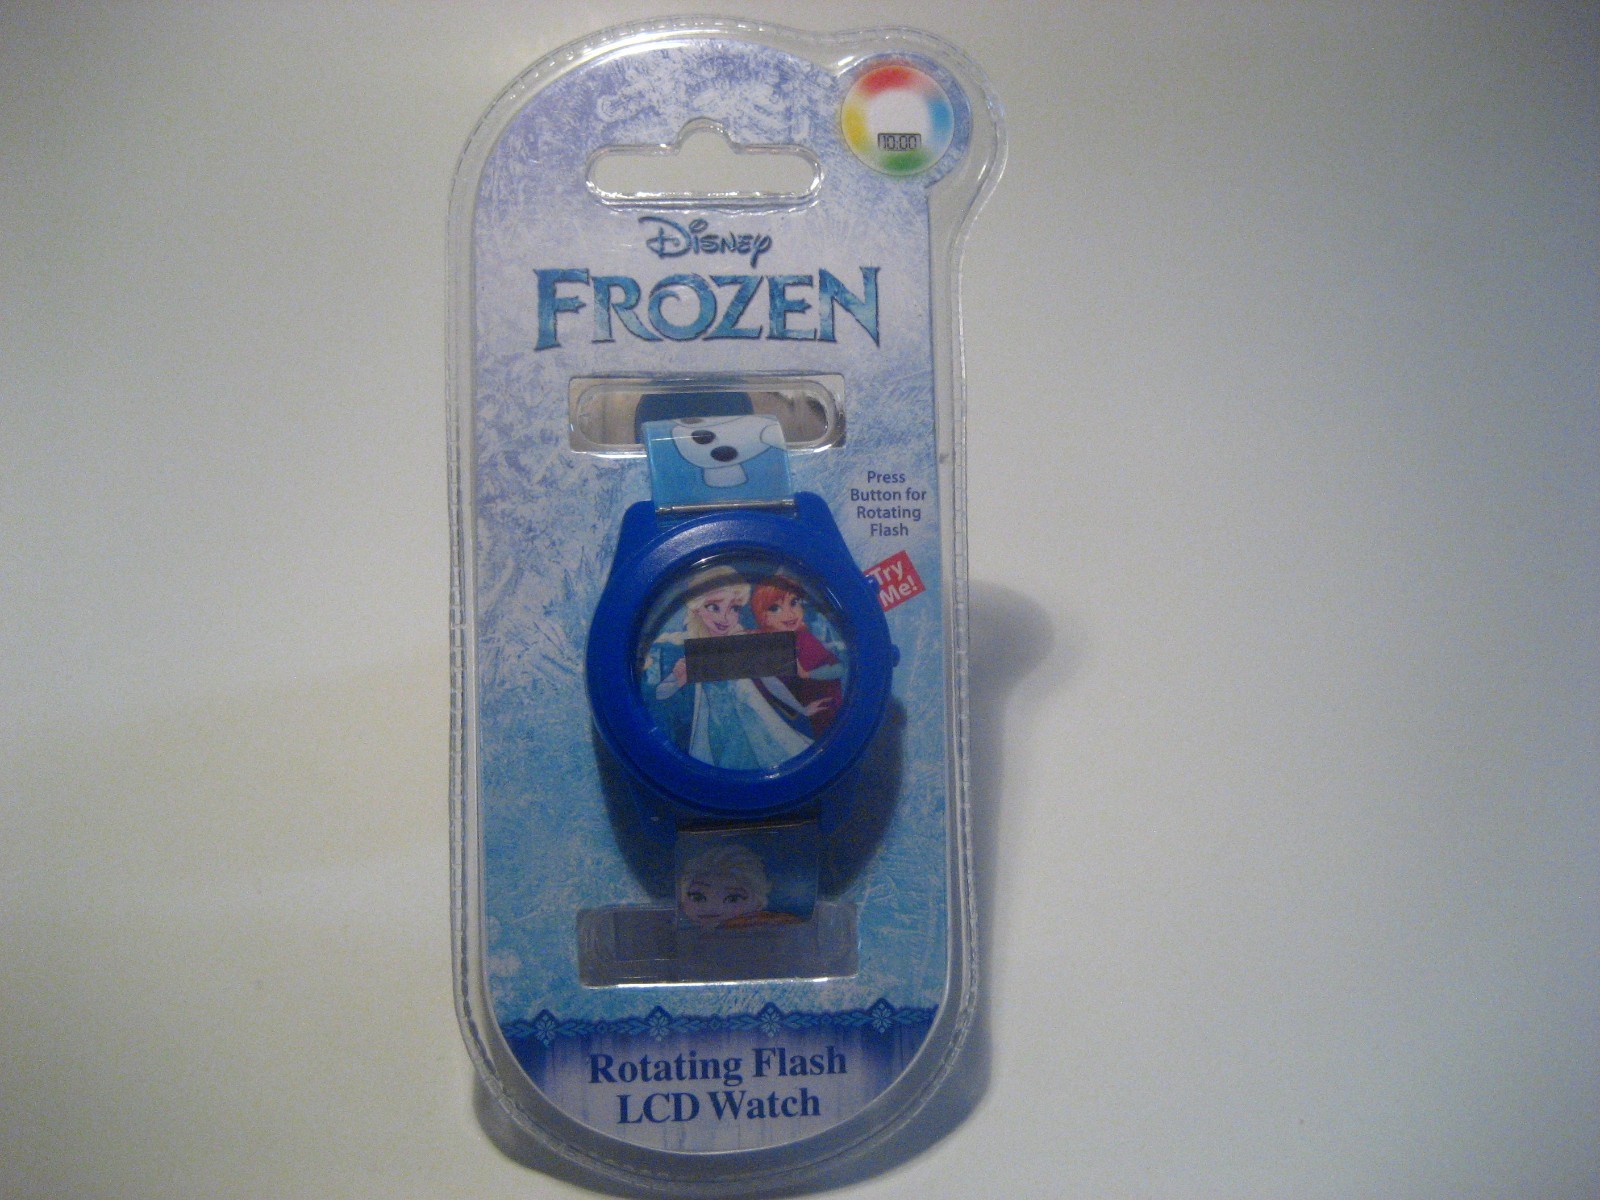 10:00
Disney
FROZEN
Press
Button for
Rotating
Flash
Try
Me!
Rotating Flash
LCD Watch